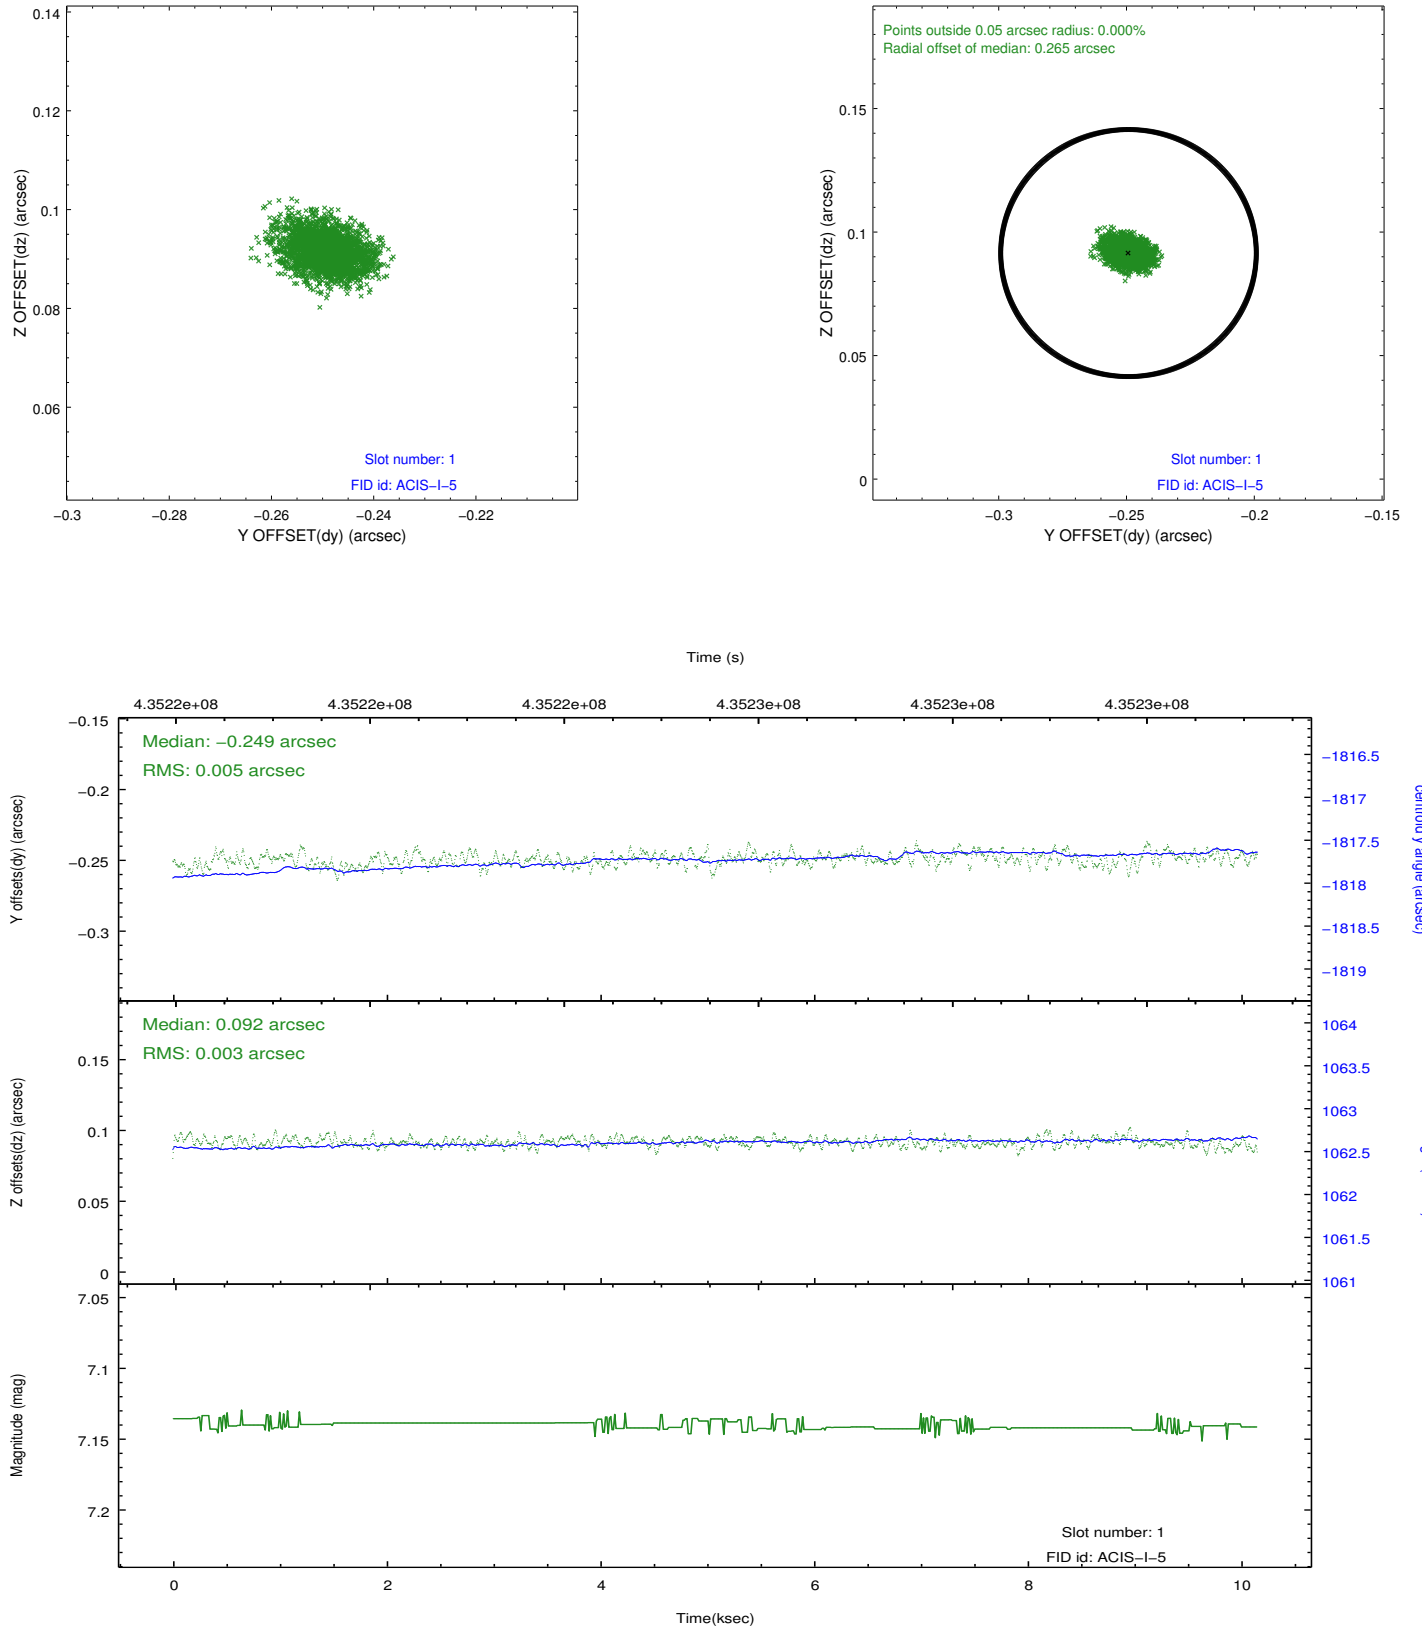 0.14
0.12
0.1
0.08
0.06
Z OFFSET(dz) (arcsec)
Slot number: 1
FID id: ACIS−I−5
−0.3
−0.28
−0.26
−0.24
−0.22
Y OFFSET(dy) (arcsec)
Points outside 0.05 arcsec radius: 0.000%
Radial offset of median: 0.265 arcsec
0.15
0.1
0.05
0
Z OFFSET(dz) (arcsec)
Slot number: 1
FID id: ACIS−I−5
−0.3
−0.25
−0.2
−0.15
Y OFFSET(dy) (arcsec)
Time (s)
4.3522e+08
4.3522e+08
4.3522e+08
4.3523e+08
4.3523e+08
4.3523e+08
Median: −0.249 arcsec
RMS: 0.005 arcsec
−0.15
−0.2
−0.25
−0.3
Y offsets(dy) (arcsec)
−1816.5
−1817
−1817.5
−1818
−1818.5
−1819
centroid y angle (arcsec)
Median: 0.092 arcsec
RMS: 0.003 arcsec
0.15
0.1
0.05
0
Z offsets(dz) (arcsec)
1064
1063.5
1063
1062.5
1062
1061.5
1061
7.05
7.1
7.15
7.2
Magnitude (mag)
Slot number: 1
FID id: ACIS−I−5
0
2
4
6
8
10
Time(ksec)